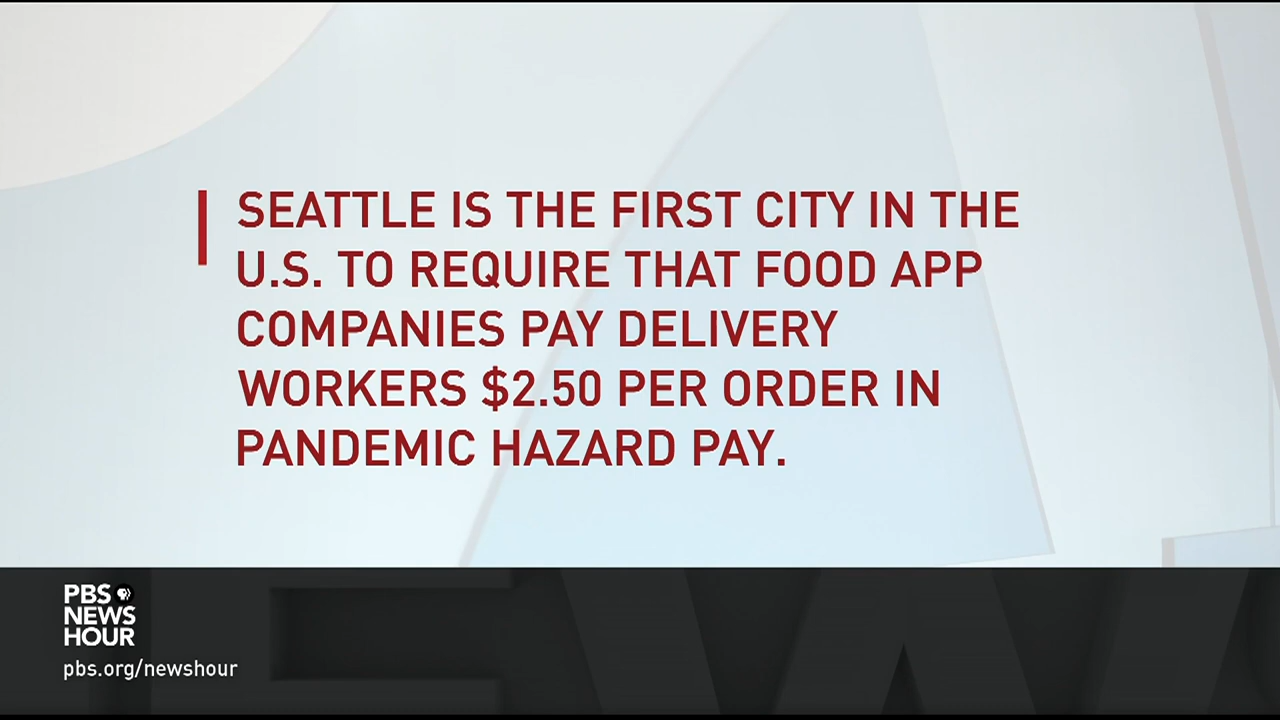 SEATTLE IS THE FIRST CITY IN THE
U.S. TO REQUIRE THAT FOOD APP
COMPANIES PAY DELIVERY
WORKERS $2.50 PER ORDER IN
PANDEMIC HAZARD PAY.
PBS
NEWS
HOUR
pbs.org/newshour